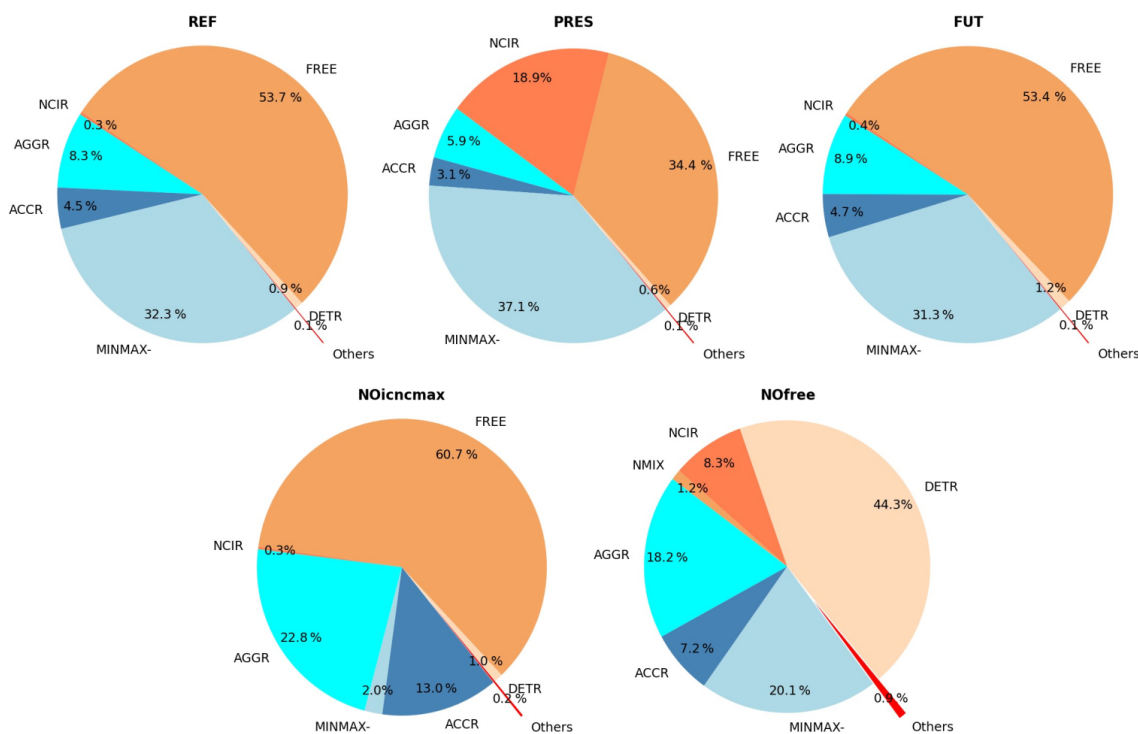 REF
FREE
53.7 %
NCIR
0.3 %
AGGR
8.3 %
ACCR
4.5 %
32.3 %
MINMAX-
0.9 %
DETR
0.1 %
Others
PRES
NCIR
18.9%
AGGR
5.9 %
ACCR
3.1 %
FREE
34.4 %
37.1 %
MINMAX-
0.6%
DETR
0.1 %
Others
FUT
FREE
53.4 %
NCIR
0.4%
AGGR
8.9 %
ACCR
4.7 %
31.3 %
MINMAX-
1.2%
DETR
0.1 %
Others
NOicncmax
FREE
60.7 %
NCIR
0.3%
AGGR
22.8 %
2.0%
MINMAX-
13.0 %
ACCR
1.0 %
DETR
0.2 %
Others
NOfree
NCIR
8.3%
NMIX
1.2%
DETR
44.3%
AGGR
18.2 %
ACCR
7.2 %
20.1 %
MINMAX-
0.9 %
Others